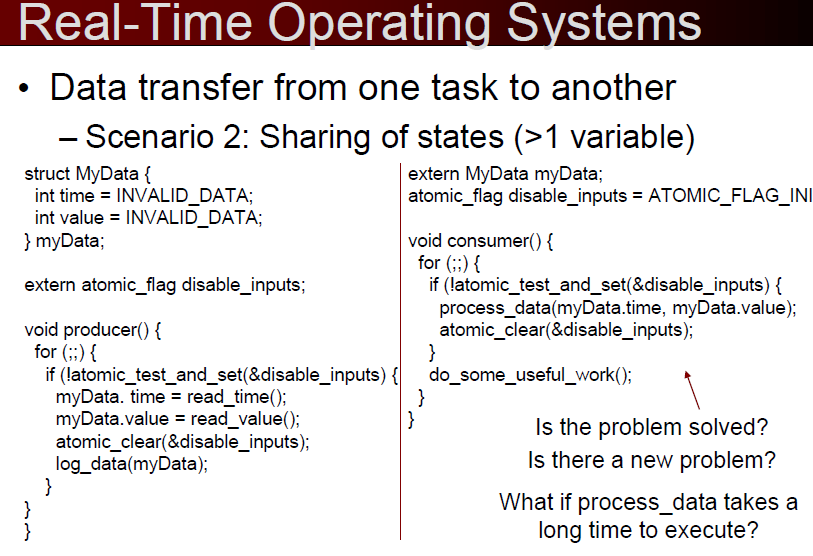 Real-Time Operating Systems
• Data transfer from one task to another
– Scenario 2: Sharing of states (>1 variable)
struct MyData {
int time = INVALID_DATA;
int value = INVALID_DATA;
} myData;
extern atomic_flag disable_inputs;
void producer() {
for (;;) {
if (!atomic_test_and_set(&disable_inputs) {
myData. time = read_time();
myData.value = read_value();
atomic_clear(&disable_inputs);
log_data(myData);
}
}
}
extern MyData myData;
atomic_flag disable_inputs = ATOMIC_FLAG_INI
void consumer() {
for (;;) {
if (!atomic_test_and_set(&disable_inputs) {
process_data(myData.time, myData.value);
atomic_clear(&disable_inputs);
}
do_some_useful_work();
}
}
Is the problem solved?
Is there a new problem?
What if process_data takes a
long time to execute?